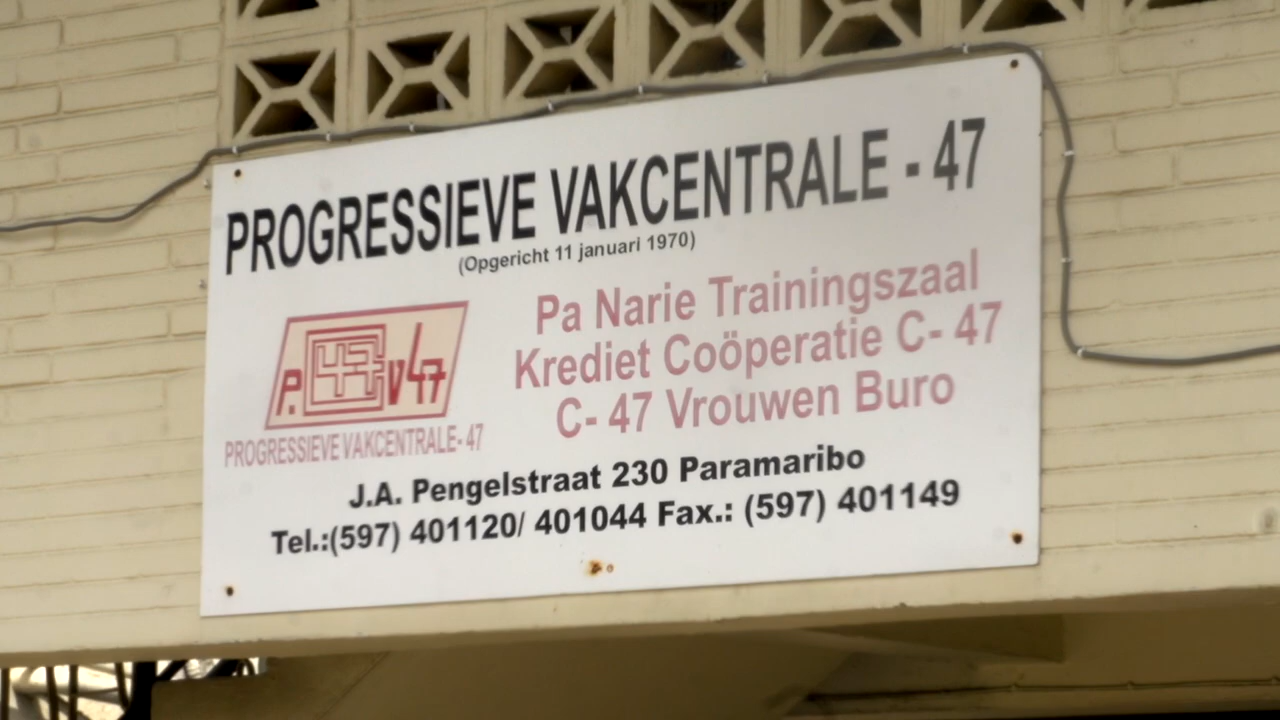 PROGRESSIEVE VAKCENTRALE - 47
(Opgericht 11 januari 1970)
Pa Narie Trainingszaal
Krediet Coöperatie C- 47
C- 47 Vrouwen Buro
P. 47 V47
PROGRESSIEVE VAKCENTRALE- 47
J.A. Pengelstraat 230 Paramaribo
Tel.:(597) 401120/ 401044 Fax.: (597) 401149